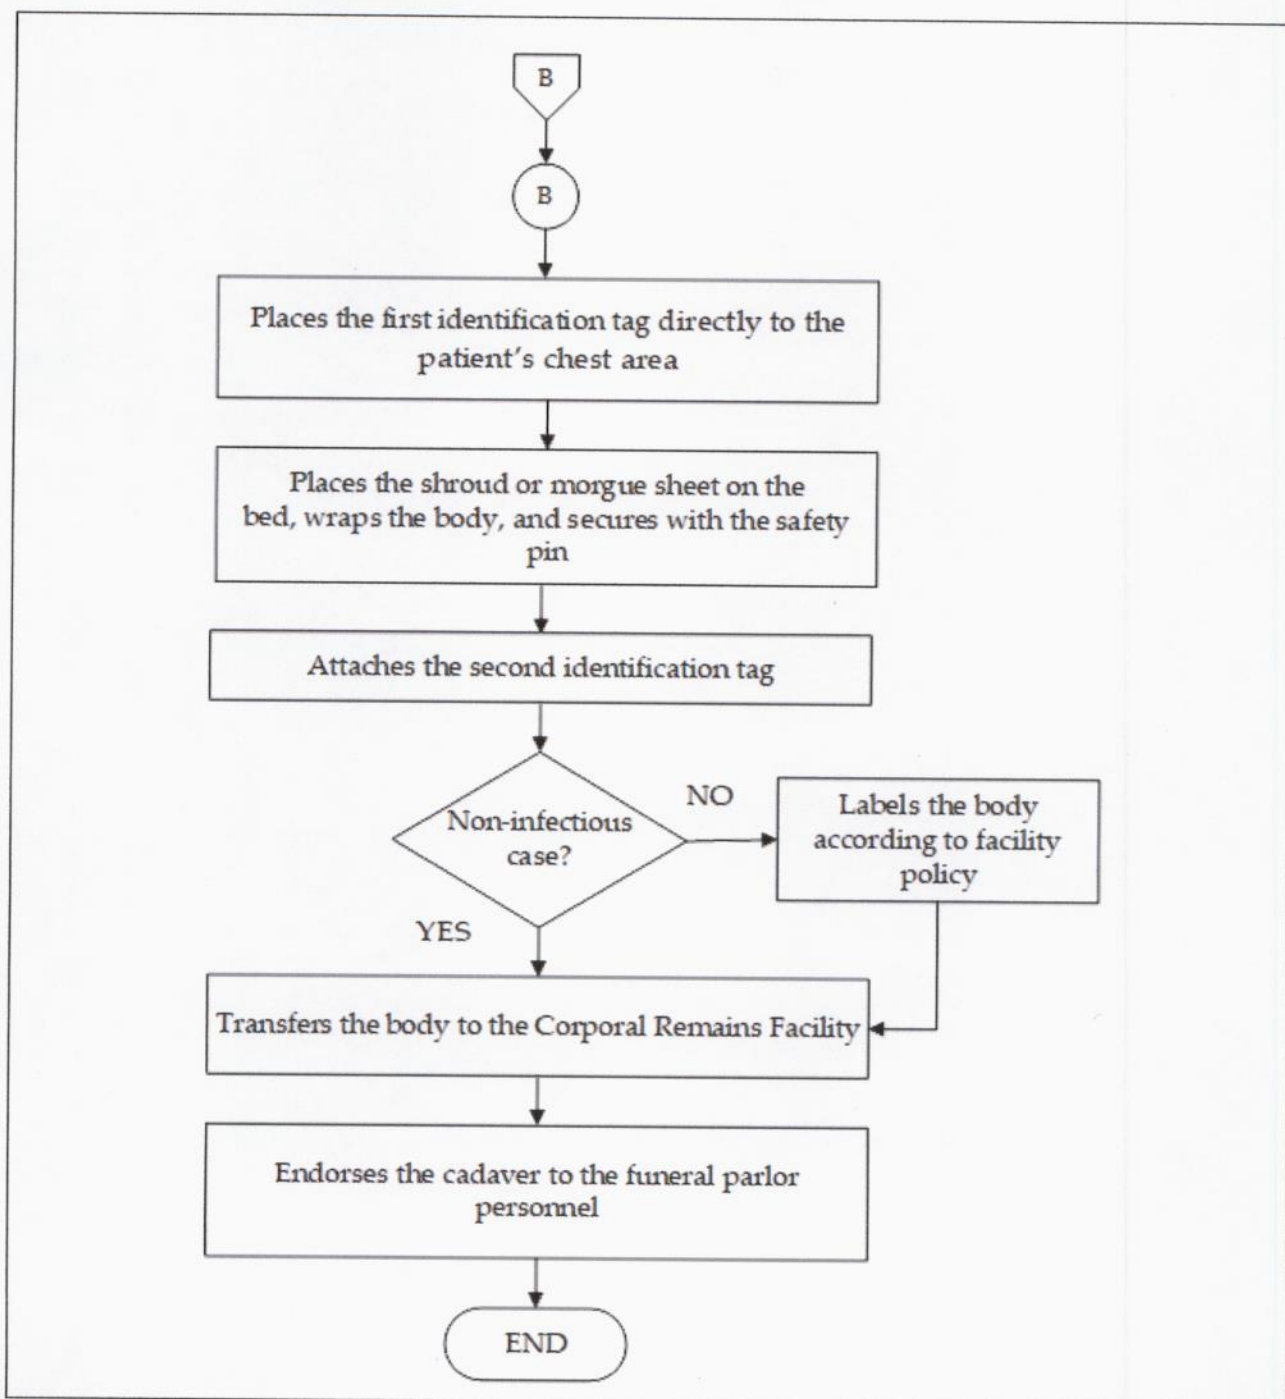 B
B
Places the first identification tag directly to the
patient's chest area
Places the shroud or morgue sheet on the
bed, wraps the body, and secures with the safety
pin
Attaches the second identification tag
Non-infectious
case?
NO
Labels the body
according to facility
policy
YES
Transfers the body to the Corporal Remains Facility
Endorses the cadaver to the funeral parlor
personnel
END